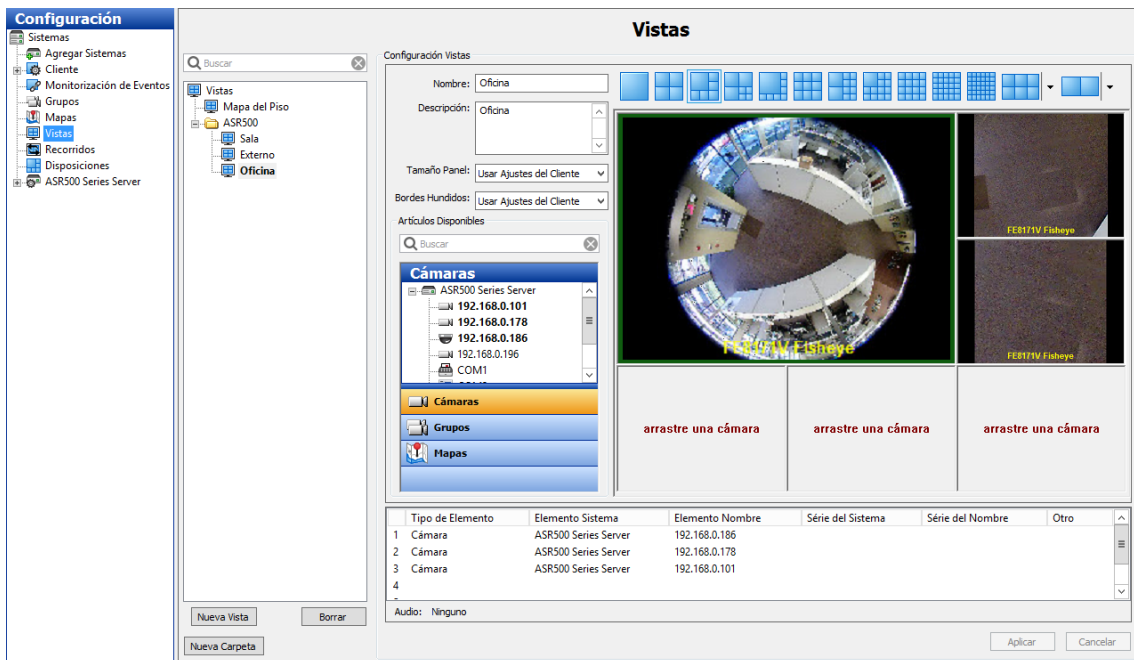 Configuración
Sistemas
Agregar Sistemas
Cliente
Monitorización de Eventos
Grupos
Mapas
Vistas
Recorridos
Disposiciones
ASR500 Series Server
Vistas
Buscar
Vistas
Mapa del Piso
ASR500
Sala
Externo
Oficina
Nueva Vista
Borrar
Nueva Carpeta
Configuración Vistas
Nombre: Oficina
Descripción: Oficina
Tamaño Panel: Usar Ajustes del Cliente
Bordes Hundidos: Usar Ajustes del Cliente
Artículos Disponibles
Buscar
Cámaras
ASR500 Series Server
192.168.0.101
192.168.0.178
192.168.0.186
192.168.0.196
COM1
Cámaras
Grupos
Mapas
FE8171V Fisheye
FE8171V Fisheye
FE8171V Fisheye
arrastre una cámara arrastre una cámara arrastre una cámara
Tipo de Elemento Elemento Sistema Elemento Nombre Série del Sistema Série del Nombre Otro
1 Cámara ASR500 Series Server 192.168.0.186
2 Cámara ASR500 Series Server 192.168.0.178
3 Cámara ASR500 Series Server 192.168.0.101
4
Audio: Ninguno
Aplicar Cancelar